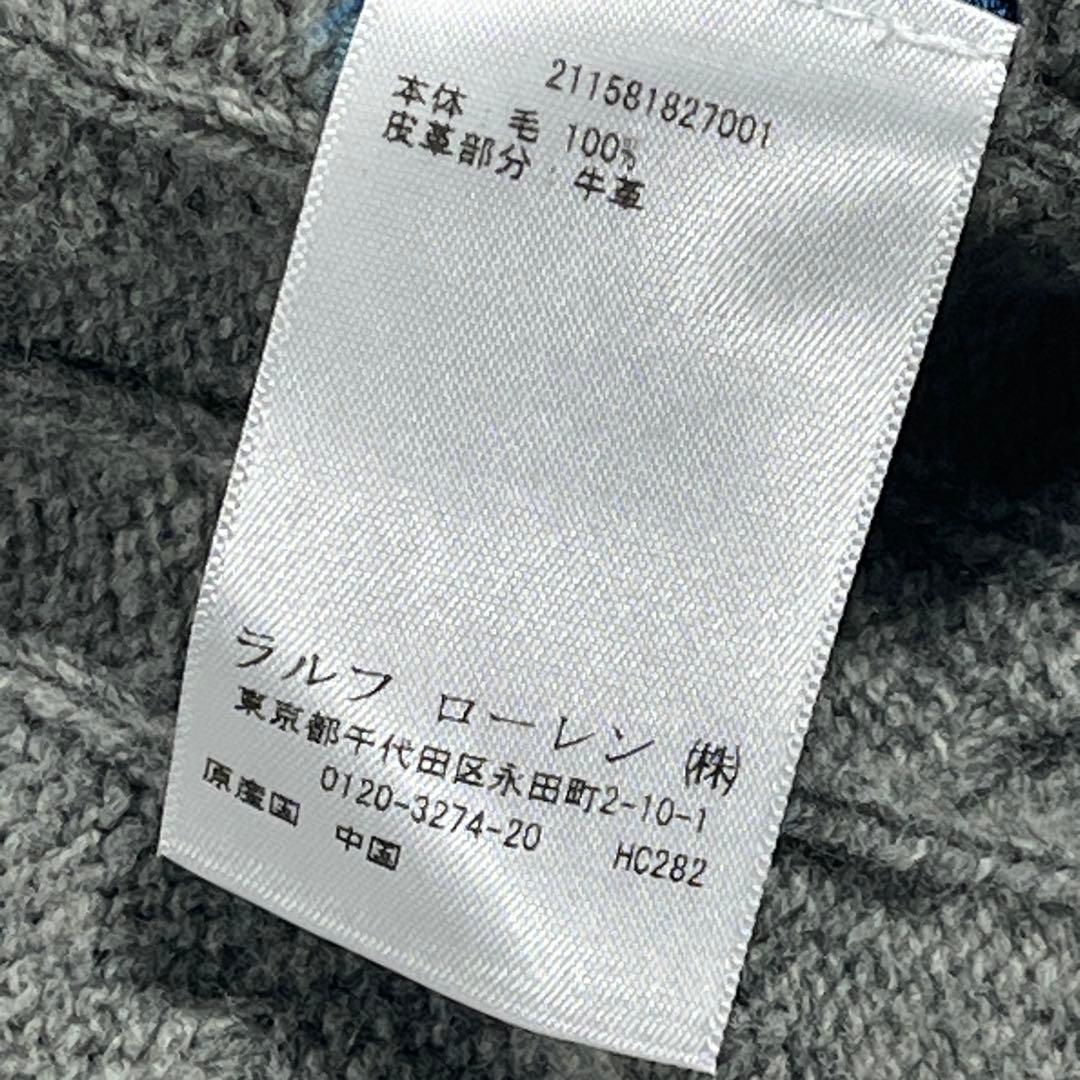 211581827001
本体 毛 100%
皮革部分 牛革
ラルフ ローレン ㈱
東京都千代田区永田町2-10-1
0120-3274-20 HC282
原産国 中国